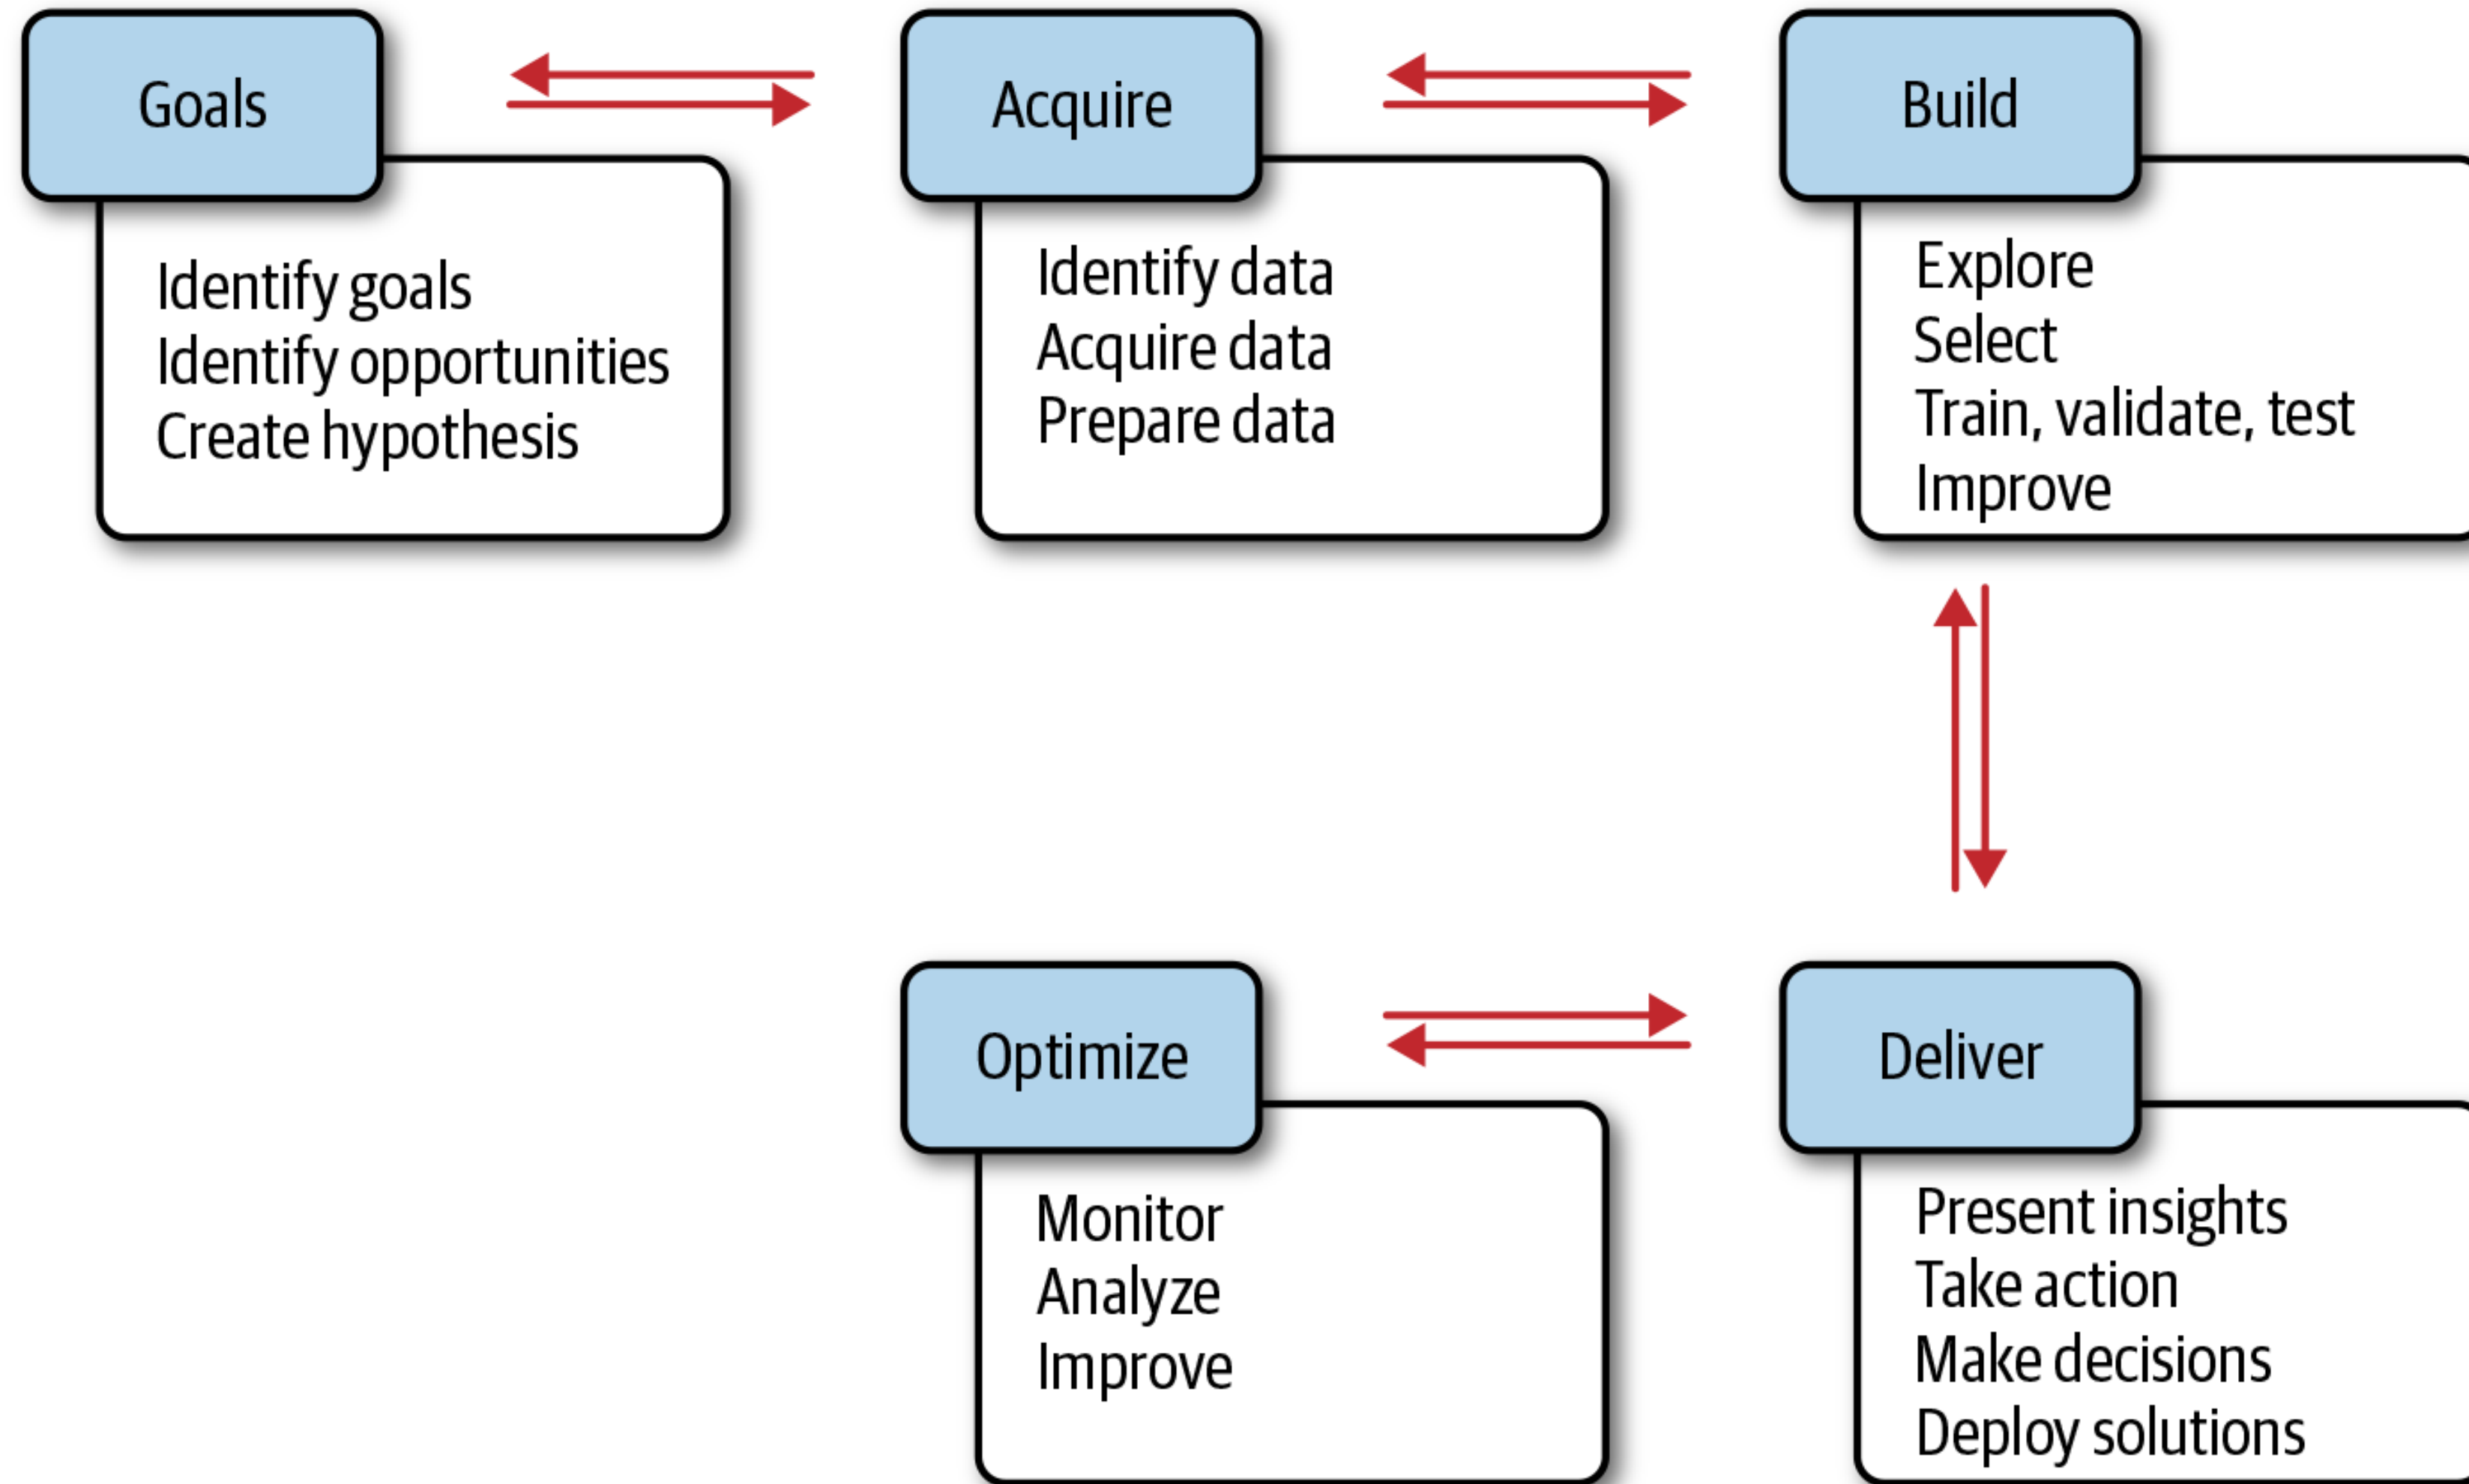 Goals
Identify goals
Identify opportunities
Create hypothesis
Acquire
Identify data
Acquire data
Prepare data
Build
Explore
Select
Train, validate, test
Improve
Optimize
Monitor
Analyze
Improve
Deliver
Present insights
Take action
Make decisions
Deploy solutions